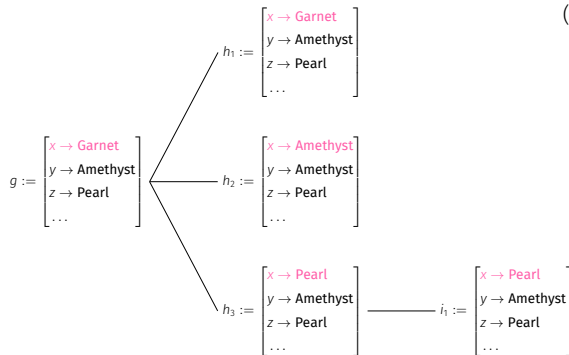 (
x → Garnet
h₁ := y → Amethyst
z → Pearl
...
x → Garnet
g := y → Amethyst
z → Pearl
...
x → Amethyst
h₂ := y → Amethyst
z → Pearl
...
x → Pearl
h₃ := y → Amethyst
z → Pearl
...
x → Pearl
i₁ := y → Amethyst
z → Pearl
...